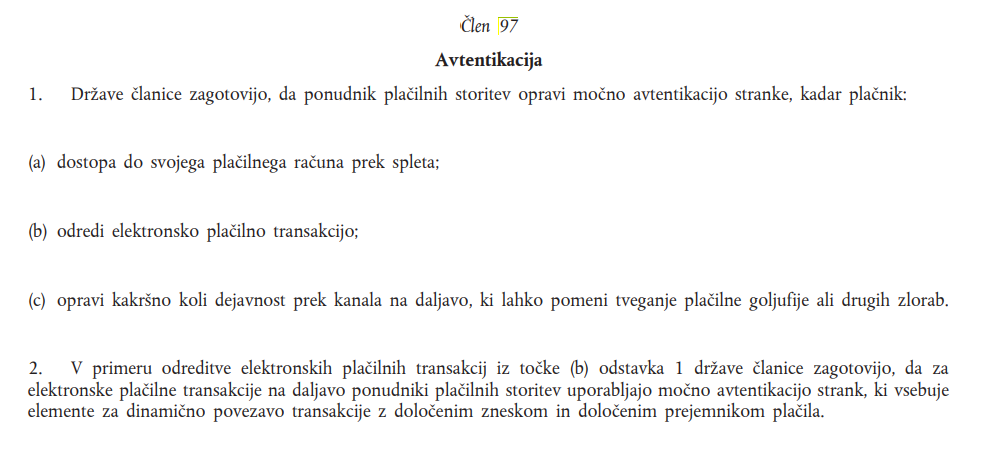 Člen 97
Avtentikacija
1. Države članice zagotovijo, da ponudnik plačilnih storitev opravi močno avtentikacijo stranke, kadar plačnik:
(a) dostopa do svojega plačilnega računa prek spleta;
(b) odredi elektronsko plačilno transakcijo;
(c) opravi kakršno koli dejavnost prek kanala na daljavo, ki lahko pomeni tveganje plačilne goljufije ali drugih zlorab.
2. V primeru odreditve elektronskih plačilnih transakcij iz točke (b) odstavka 1 države članice zagotovijo, da za
elektronske plačilne transakcije na daljavo ponudniki plačilnih storitev uporabljajo močno avtentikacijo strank, ki vsebuje
elemente za dinamično povezavo transakcije z določenim zneskom in določenim prejemnikom plačila.